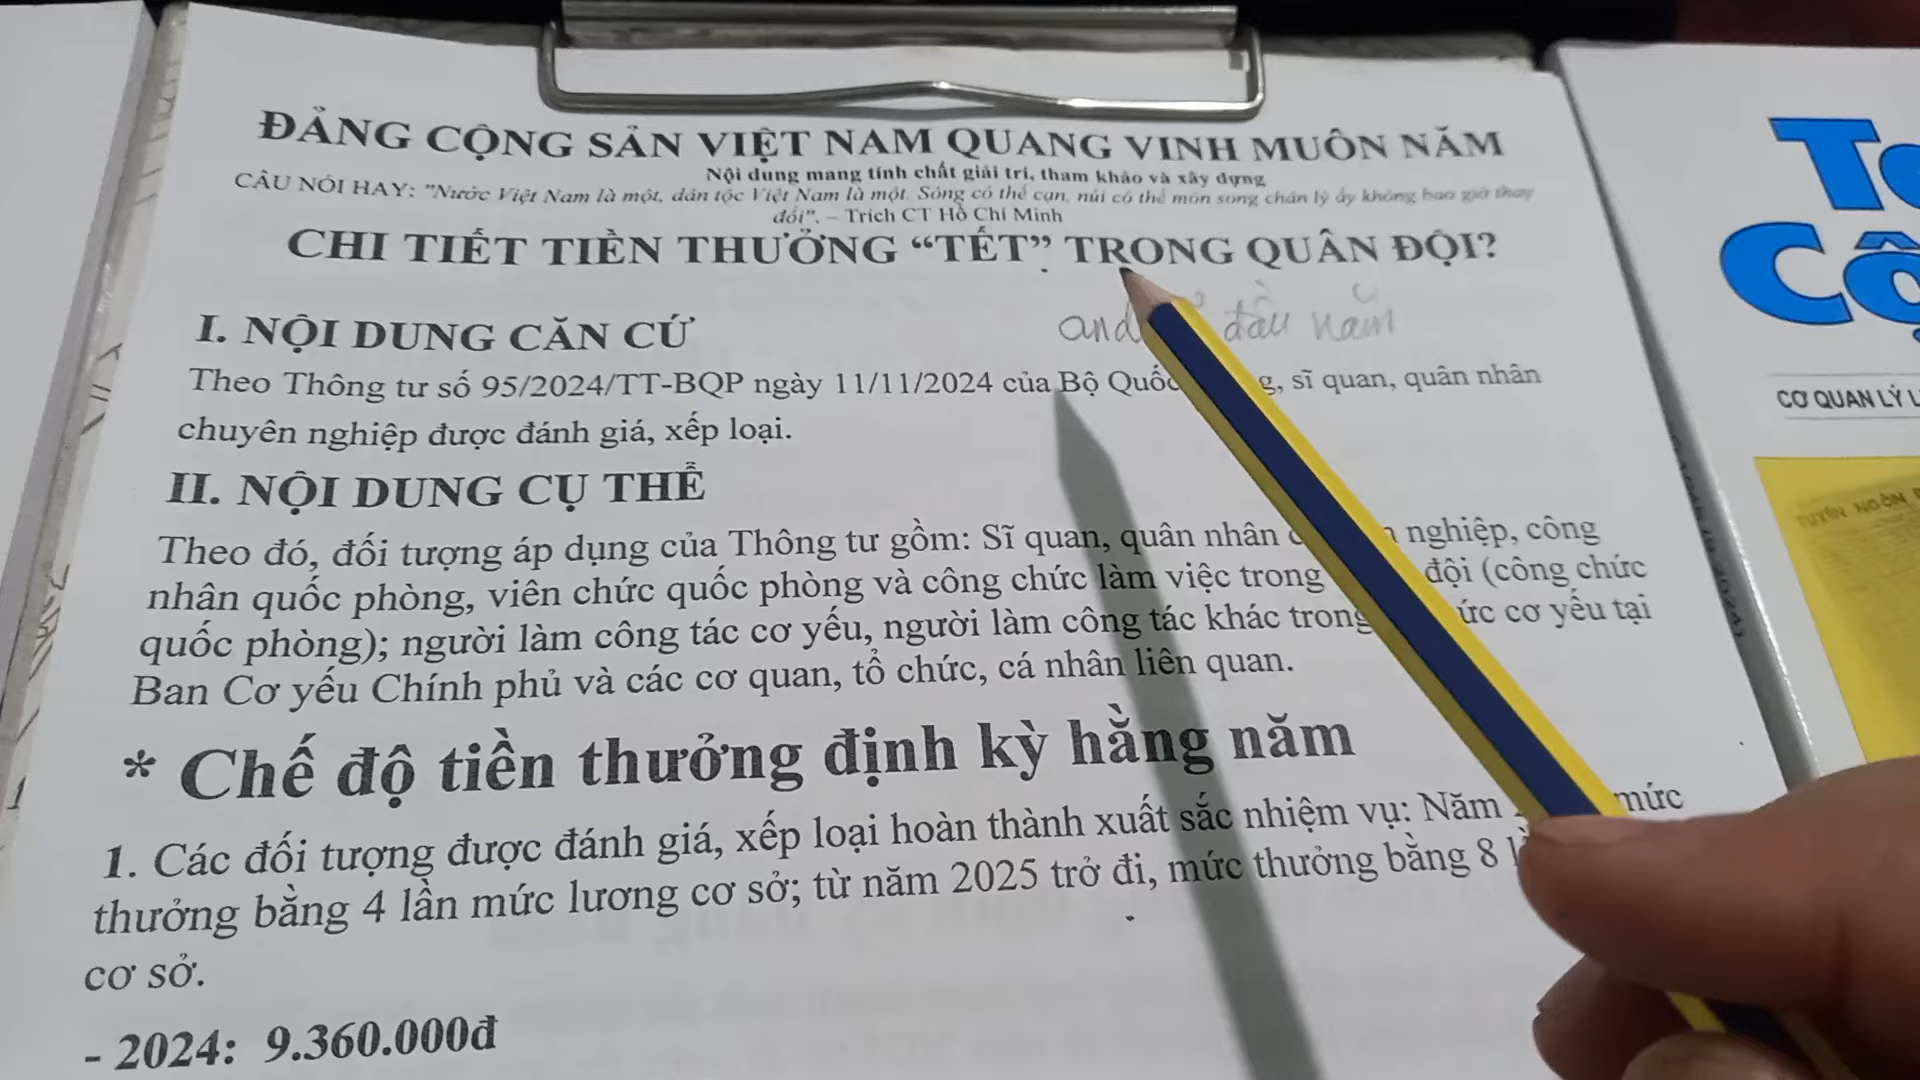 ĐẢNG CỘNG SẢN VIỆT NAM QUANG VINH MUÔN NĂM
Nội dung mang tính chất giải trí, tham khảo và xây dựng
CÂU NÓI HAY: "Nước Việt Nam là một, dân tộc Việt Nam là một. Sông có thể cạn, núi có thể mòn song chân lý ấy không bao giờ thay
đổi". – Trích CT Hồ Chí Minh
CHI TIẾT TIỀN THƯỞNG “TẾT” TRONG QUÂN ĐỘI?
đầu năm
I. NỘI DUNG CĂN CỨ
Theo Thông tư số 95/2024/TT-BQP ngày 11/11/2024 của Bộ Quốc g, sĩ quan, quân nhân
chuyên nghiệp được đánh giá, xếp loại.
II. NỘI DUNG CỤ THỂ
Theo đó, đối tượng áp dụng của Thông tư gồm: Sĩ quan, quân nhân nghiệp, công
nhân quốc phòng, viên chức quốc phòng và công chức làm việc trong đội (công chức
quốc phòng); người làm công tác cơ yếu, người làm công tác khác trong ức cơ yếu tại
Ban Cơ yếu Chính phủ và các cơ quan, tổ chức, cá nhân liên quan.
* Chế độ tiền thưởng định kỳ hằng năm
1. Các đối tượng được đánh giá, xếp loại hoàn thành xuất sắc nhiệm vụ: Năm mức
thưởng bằng 4 lần mức lương cơ sở; từ năm 2025 trở đi, mức thưởng bằng 8
cơ sở.
- 2024: 9.360.000đ
CƠ QUAN LÝ L
TUYÊN NGÔN